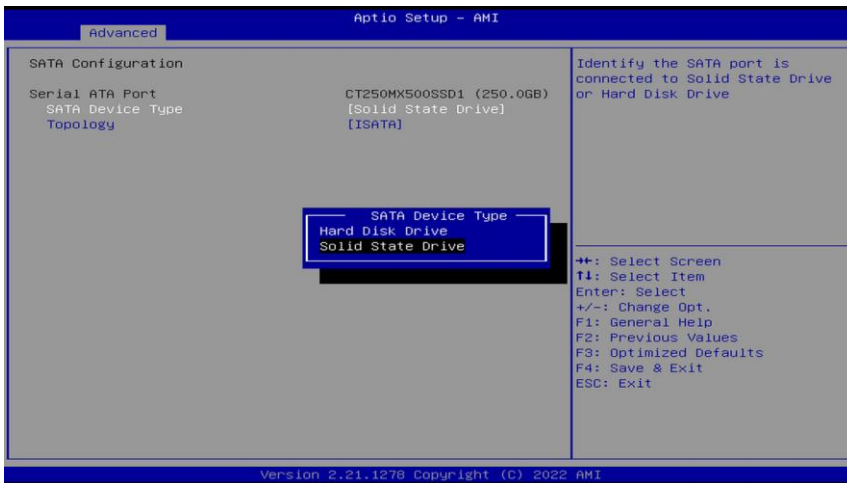 Aptio Setup – AMI
Advanced
SATA Configuration
Serial ATA Port CT250MX500SSD1 (250.0GB)
SATA Device Type [Solid State Drive]
Topology [ISATA]
SATA Device Type
Hard Disk Drive
Solid State Drive
Identify the SATA port is
connected to Solid State Drive
or Hard Disk Drive
→←: Select Screen
↑↓: Select Item
Enter: Select
+/-: Change Opt.
F1: General Help
F2: Previous Values
F3: Optimized Defaults
F4: Save & Exit
ESC: Exit
Version 2.21.1278 Copyright (C) 2022 AMI